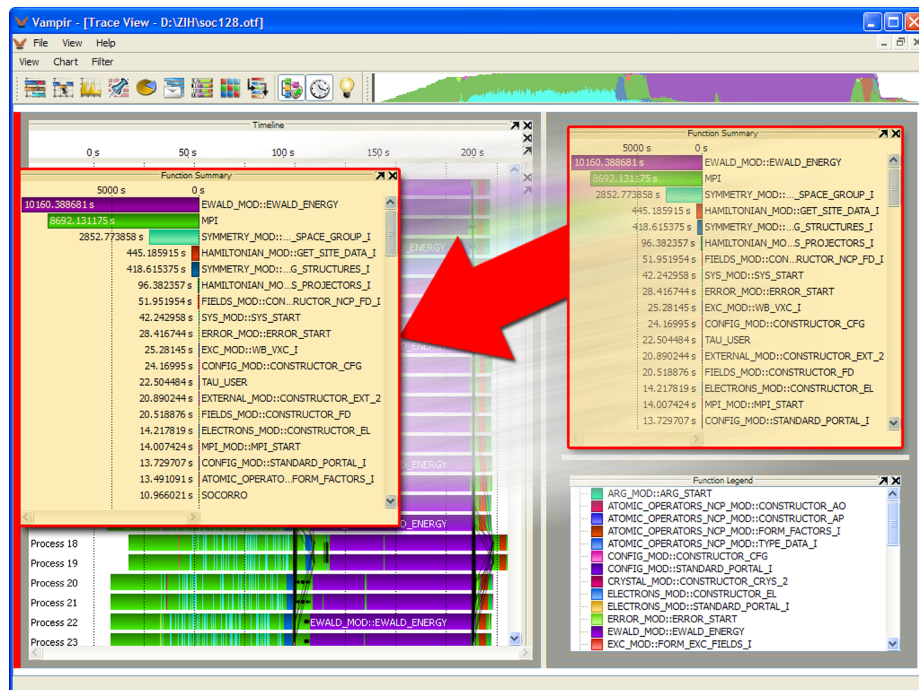 Vampir - [Trace View - D:\ZIH\soc128.otf]
File View Help
View Chart Filter
Timeline
0 s 50 s 100 s 150 s 200 s
Function Summary
5000 s 0 s
10160.388681 s EWALD_MOD::EWALD_ENERGY
8692.131175 s MPI
2852.773858 s SYMMETRY_MOD::..._SPACE_GROUP_I
445.185915 s HAMILTONIAN_MOD::GET_SITE_DATA_I
418.615375 s SYMMETRY_MOD::...G_STRUCTURES_I
96.382357 s HAMILTONIAN_MO...S_PROJECTORS_I
51.951954 s FIELDS_MOD::CON...RUCTOR_NCP_FD_I
42.242958 s SYS_MOD::SYS_START
28.416744 s ERROR_MOD::ERROR_START
25.28145 s EXC_MOD::WB_VXC_I
24.16995 s CONFIG_MOD::CONSTRUCTOR_CFG
22.504484 s TAU_USER
20.890244 s EXTERNAL_MOD::CONSTRUCTOR_EXT_2
20.518876 s FIELDS_MOD::CONSTRUCTOR_FD
14.217819 s ELECTRONS_MOD::CONSTRUCTOR_EL
14.007424 s MPI_MOD::MPI_START
13.729707 s CONFIG_MOD::STANDARD_PORTAL_I
13.491091 s ATOMIC_OPERATO...FORM_FACTORS_I
10.966021 s SOCORRO
D_ENERGY
D_ENERGY
D_ENERGY
D_ENERGY
Process 18
Process 19
Process 20
Process 21
Process 22 EWALD_MOD::EWALD_ENERGY
Process 23
Function Summary
5000 s 0 s
10160.388681 s EWALD_MOD::EWALD_ENERGY
8692.131175 s MPI
2852.773858 s SYMMETRY_MOD::..._SPACE_GROUP_I
445.185915 s HAMILTONIAN_MOD::GET_SITE_DATA_I
418.615375 s SYMMETRY_MOD::...G_STRUCTURES_I
96.382357 s HAMILTONIAN_MO...S_PROJECTORS_I
51.951954 s FIELDS_MOD::CON...RUCTOR_NCP_FD_I
42.242958 s SYS_MOD::SYS_START
28.416744 s ERROR_MOD::ERROR_START
25.28145 s EXC_MOD::WB_VXC_I
24.16995 s CONFIG_MOD::CONSTRUCTOR_CFG
22.504484 s TAU_USER
20.890244 s EXTERNAL_MOD::CONSTRUCTOR_EXT_2
20.518876 s FIELDS_MOD::CONSTRUCTOR_FD
14.217819 s ELECTRONS_MOD::CONSTRUCTOR_EL
14.007424 s MPI_MOD::MPI_START
13.729707 s CONFIG_MOD::STANDARD_PORTAL_I
Function Legend
ARG_MOD::ARG_START
ATOMIC_OPERATORS_NCP_MOD::CONSTRUCTOR_AO
ATOMIC_OPERATORS_NCP_MOD::CONSTRUCTOR_AP
ATOMIC_OPERATORS_NCP_MOD::FORM_FACTORS_I
ATOMIC_OPERATORS_NCP_MOD::TYPE_DATA_I
CONFIG_MOD::CONSTRUCTOR_CFG
CONFIG_MOD::STANDARD_PORTAL_I
CRYSTAL_MOD::CONSTRUCTOR_CRYS_2
ELECTRONS_MOD::CONSTRUCTOR_EL
ELECTRONS_MOD::STANDARD_PORTAL_I
ERROR_MOD::ERROR_START
EWALD_MOD::EWALD_ENERGY
EXC_MOD::FORM_EXC_FIELDS_I